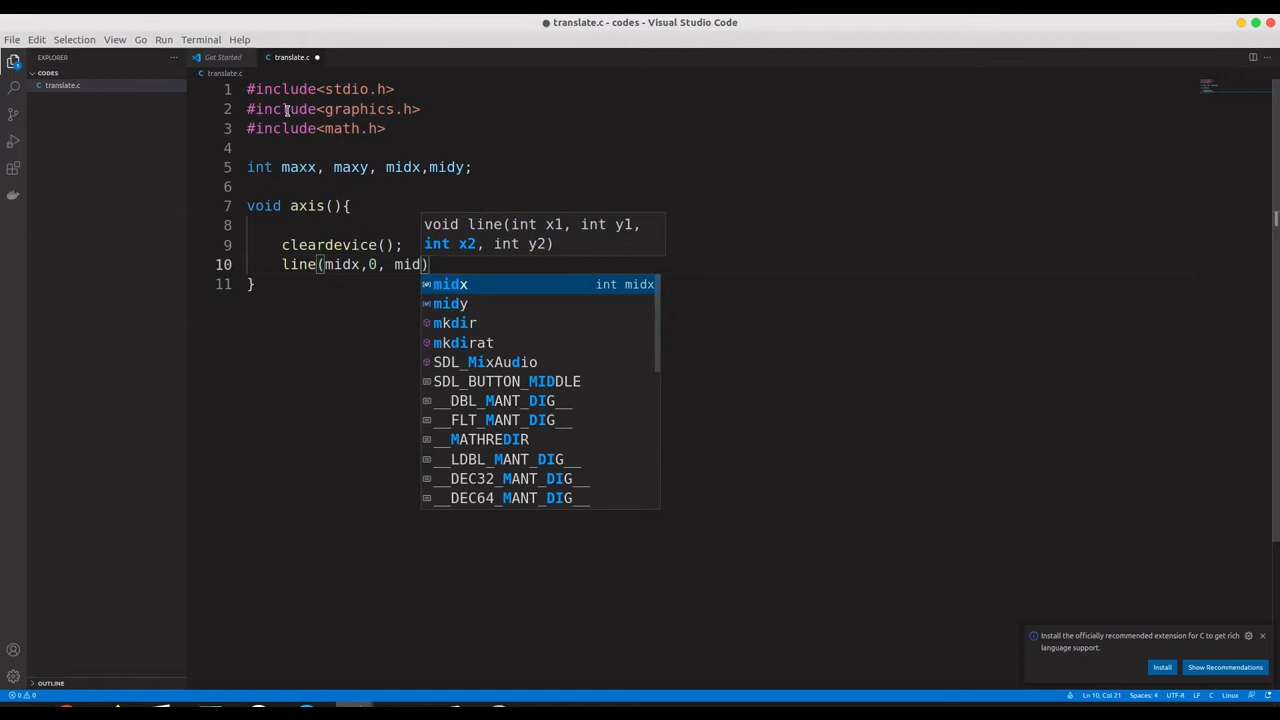 ● translate.c - codes - Visual Studio Code
File Edit Selection View Go Run Terminal Help
EXPLORER
Get Started
translate.c
CODES
translate.c
translate.c
1 #include<stdio.h>
2 #include<graphics.h>
3 #include<math.h>
4
5 int maxx, maxy, midx,midy;
6
7 void axis(){
8
void line(int x1, int y1,
int x2, int y2)
9 cleardevice();
10 line(midx,0, mid)
11 }
midx int midx
midy
mkdir
mkdirat
SDL_MixAudio
SDL_BUTTON_MIDDLE
__DBL_MANT_DIG__
__FLT_MANT_DIG__
__MATHREDIR
__LDBL_MANT_DIG__
__DEC32_MANT_DIG__
__DEC64_MANT_DIG__
Install the officially recommended extension for C to get rich
language support.
Install Show Recommendations
OUTLINE
0 0 Ln 10, Col 21 Spaces: 4 UTF-8 LF C Linux